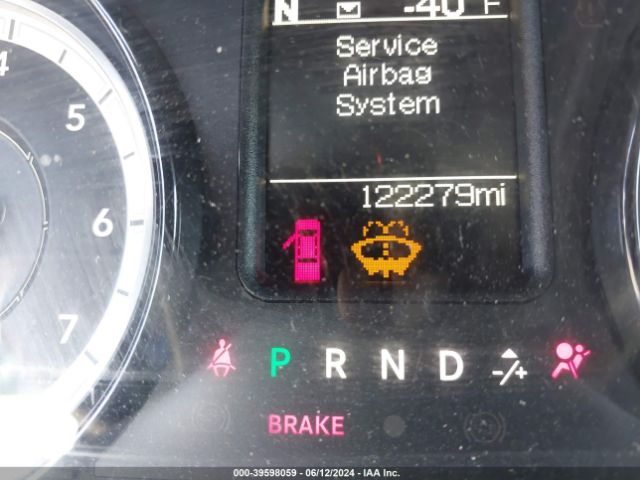 N -40°F
Service
Airbag
System
122279mi
4
5
6
7
P R N D -/+
BRAKE
000-39598059 - 06/12/2024 - IAA Inc.